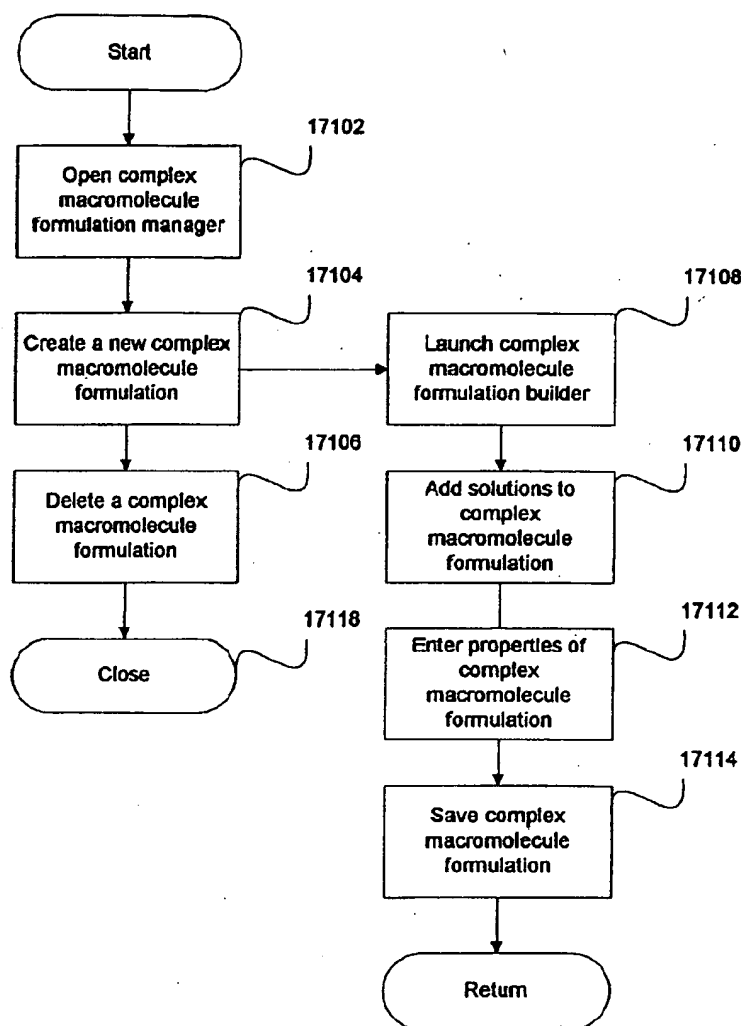 Start
17102
Open complex
macromolecule
formulation manager
17104
Create a new complex
macromolecule
formulation
17106
Delete a complex
macromolecule
formulation
17118
Close
17108
Launch complex
macromolecule
formulation builder
17110
Add solutions to
complex
macromolecule
formulation
17112
Enter properties of
complex
macromolecule
formulation
17114
Save complex
macromolecule
formulation
Return